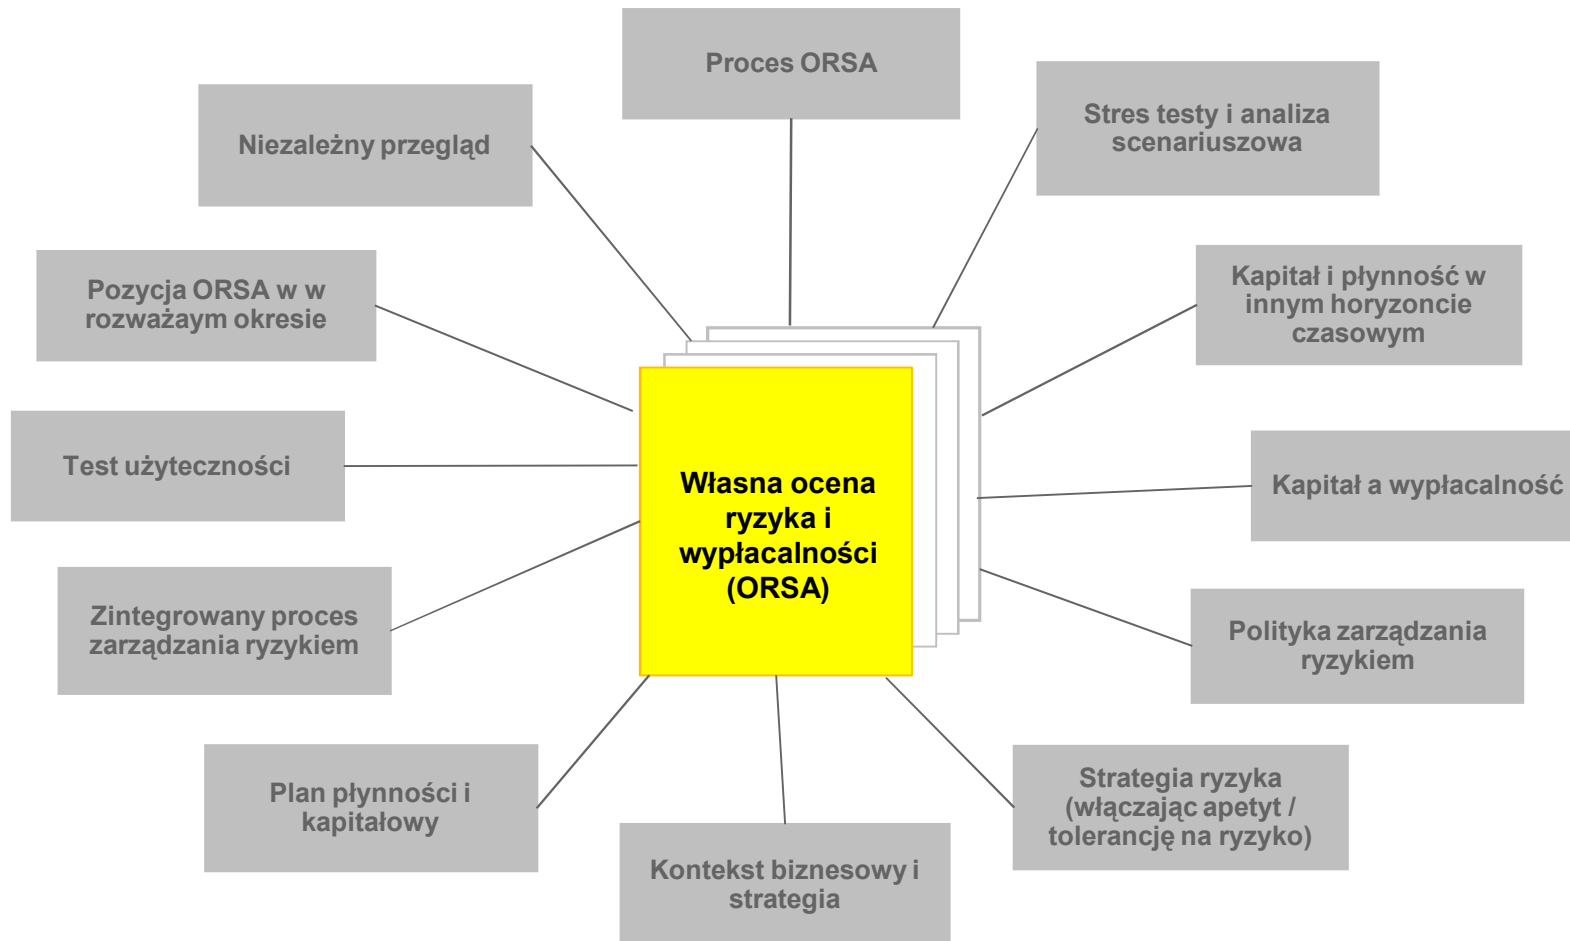 Proces ORSA
Stres testy i analiza
scenariuszowa
Niezależny przegląd
Pozycja ORSA w w
rozważaym okresie
Kapitał i płynność w
innym horyzoncie
czasowym
Test użyteczności
Własna ocena
ryzyka i
wypłacalności
(ORSA)
Kapitał a wypłacalność
Zintegrowany proces
zarządzania ryzykiem
Polityka zarządzania
ryzykiem
Plan płynności i
kapitałowy
Strategia ryzyka
(włączając apetyt /
tolerancję na ryzyko)
Kontekst biznesowy i
strategia